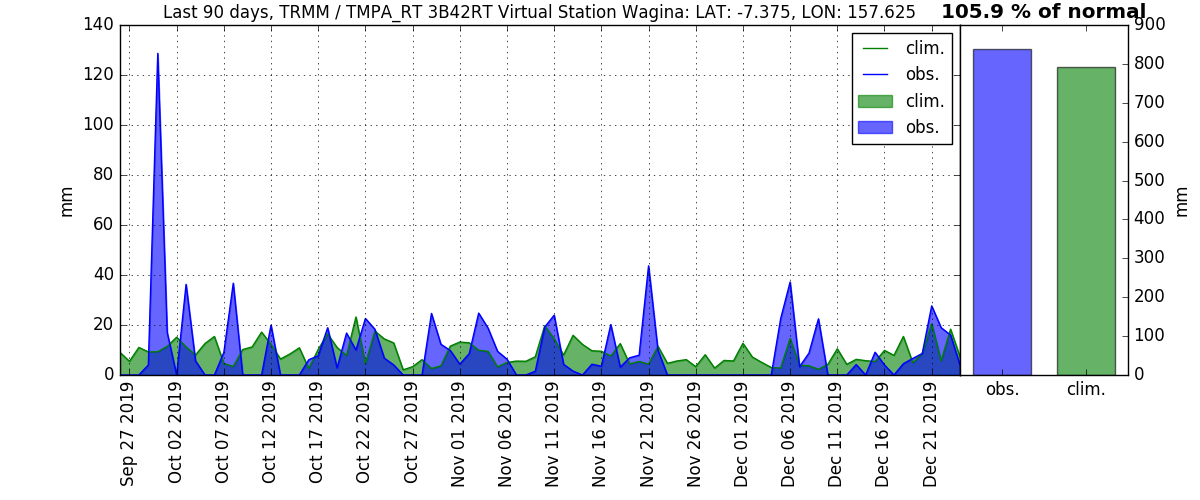 Last 90 days, TRMM / TMPA_RT 3B42RT Virtual Station Wagina: LAT: -7.375, LON: 157.625
105.9 % of normal
140
120
100
80
60
40
20
0
mm
clim.
obs.
clim.
obs.
900
800
700
600
500
400
300
200
100
0
mm
obs.
clim.
Sep 27 2019
Oct 02 2019
Oct 07 2019
Oct 12 2019
Oct 17 2019
Oct 22 2019
Oct 27 2019
Nov 01 2019
Nov 06 2019
Nov 11 2019
Nov 16 2019
Nov 21 2019
Nov 26 2019
Dec 01 2019
Dec 06 2019
Dec 11 2019
Dec 16 2019
Dec 21 2019